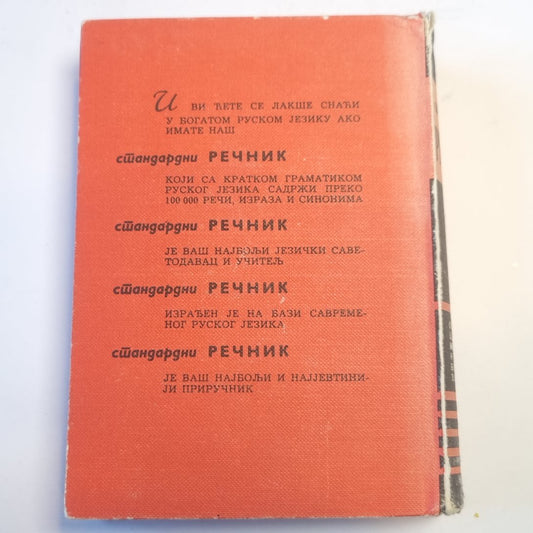 И ВИ ЋЕТЕ СЕ ЛАКШЕ СНАЋИ
У БОГАТОМ РУСКОМ ЈЕЗИКУ АКО
ИМАТЕ НАШ
стандардни РЕЧНИК
КОЈИ СА КРАТКОМ ГРАМАТИКОМ
РУСКОГ ЈЕЗИКА САДРЖИ ПРЕКО
100 000 РЕЧИ, ИЗРАЗА И СИНОНИМА
стандардни РЕЧНИК
ЈЕ ВАШ НАЈБОЉИ ЈЕЗИЧКИ САВЕ-
ТОДАВАЦ И УЧИТЕЉ
стандардни РЕЧНИК
ИЗРАЂЕН ЈЕ НА БАЗИ САВРЕМЕ-
НОГ РУСКОГ ЈЕЗИКА
стандардни РЕЧНИК
ЈЕ ВАШ НАЈБОЉИ И НАЈЈЕВТИНИ-
ЈИ ПРИРУЧНИК